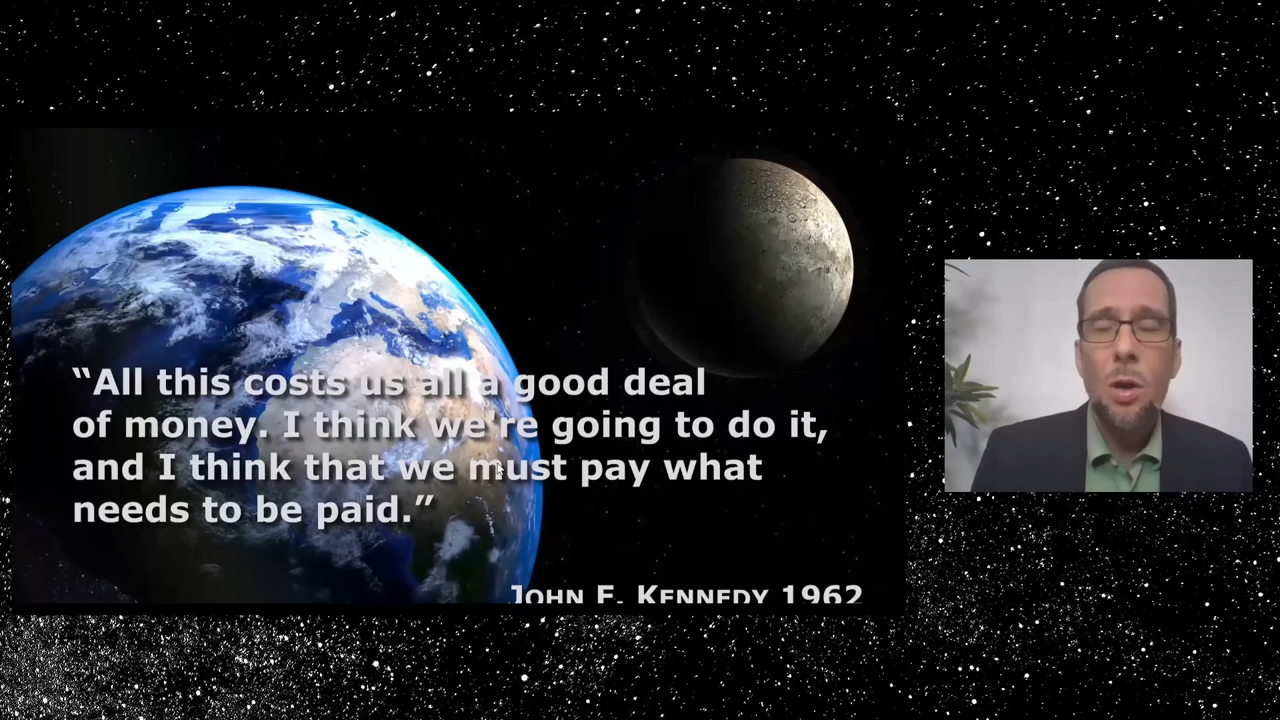 “All this costs us all a good deal
of money. I think we're going to do it,
and I think that we must pay what
needs to be paid.”
John F. Kennedy 1962